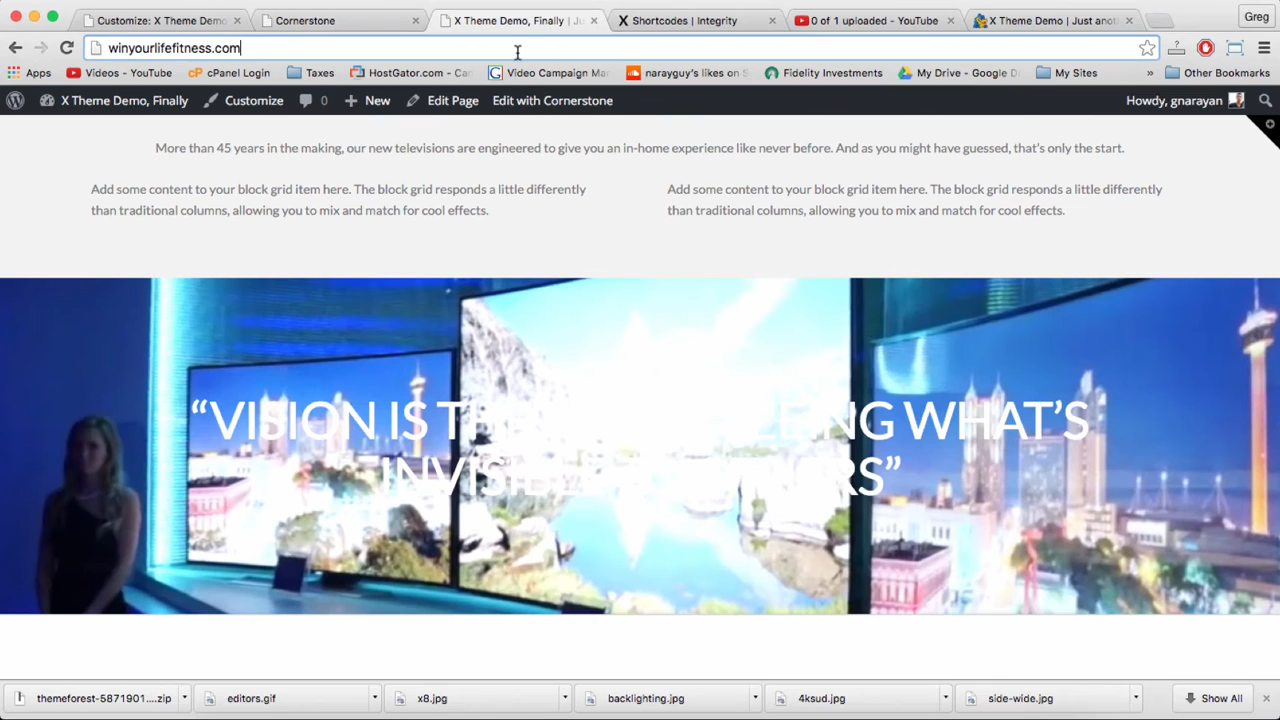 Customize: X Theme Demo,
Cornerstone
X Theme Demo, Finally | Ju
Shortcodes | Integrity
0 of 1 uploaded - YouTube
X Theme Demo | Just anot
Greg
winyourlifefitness.com
Apps
Videos - YouTube
cPanel Login
Taxes
HostGator.com - Ca
Video Campaign Ma
narayguy's likes on S
Fidelity Investments
My Drive - Google D
My Sites
»
Other Bookmarks
X Theme Demo, Finally
Customize
0
New
Edit Page
Edit with Cornerstone
Howdy, gnarayan
More than 45 years in the making, our new televisions are engineered to give you an in-home experience like never before. And as you might have guessed, that's only the start.
Add some content to your block grid item here. The block grid responds a little differently
than traditional columns, allowing you to mix and match for cool effects.
Add some content to your block grid item here. The block grid responds a little differently
than traditional columns, allowing you to mix and match for cool effects.
“VISION IS WHAT'S
themeforest-5871901....zip
editors.gif
x8.jpg
backlighting.jpg
4ksud.jpg
side-wide.jpg
Show All